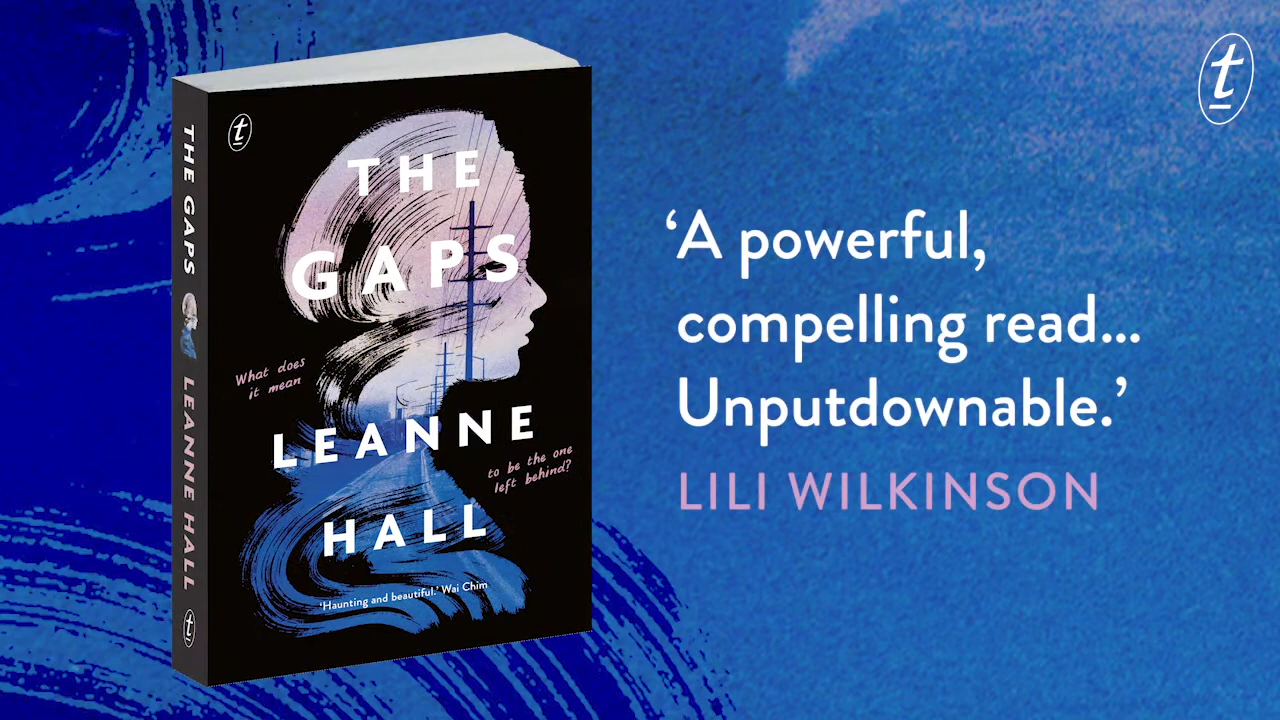 t
THE GAPS
LEANNE HALL
t
t
THE
GAPS
What does
it mean
LEANNE
to be the one
left behind?
HALL
‘Haunting and beautiful.’ Wai Chim
‘A powerful,
compelling read...
Unputdownable.’
LILI WILKINSON
t